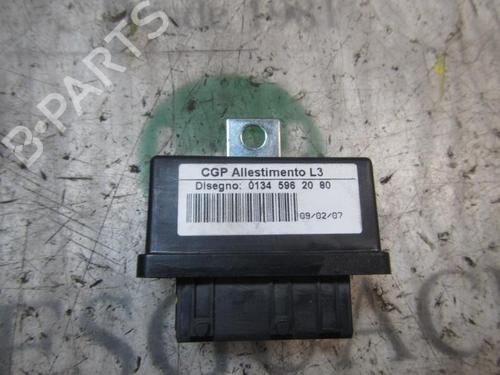 B-PARTS
CGP Allestimento L3
Disegno: 0134 596 20 80
09/02/07